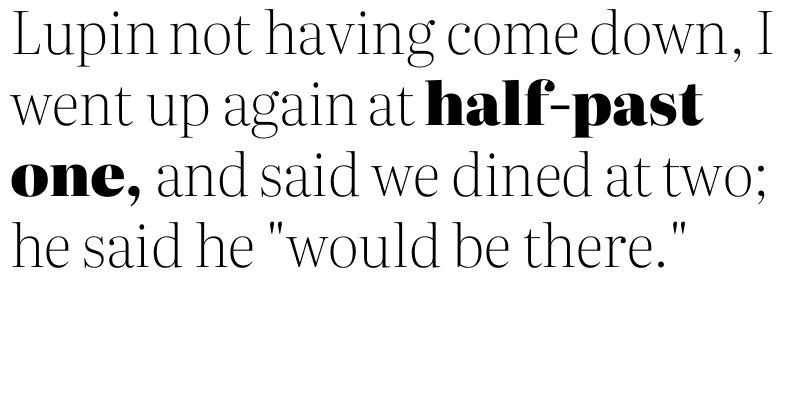 Lupin not having come down, I
went up again at half-past
one, and said we dined at two;
he said he "would be there."